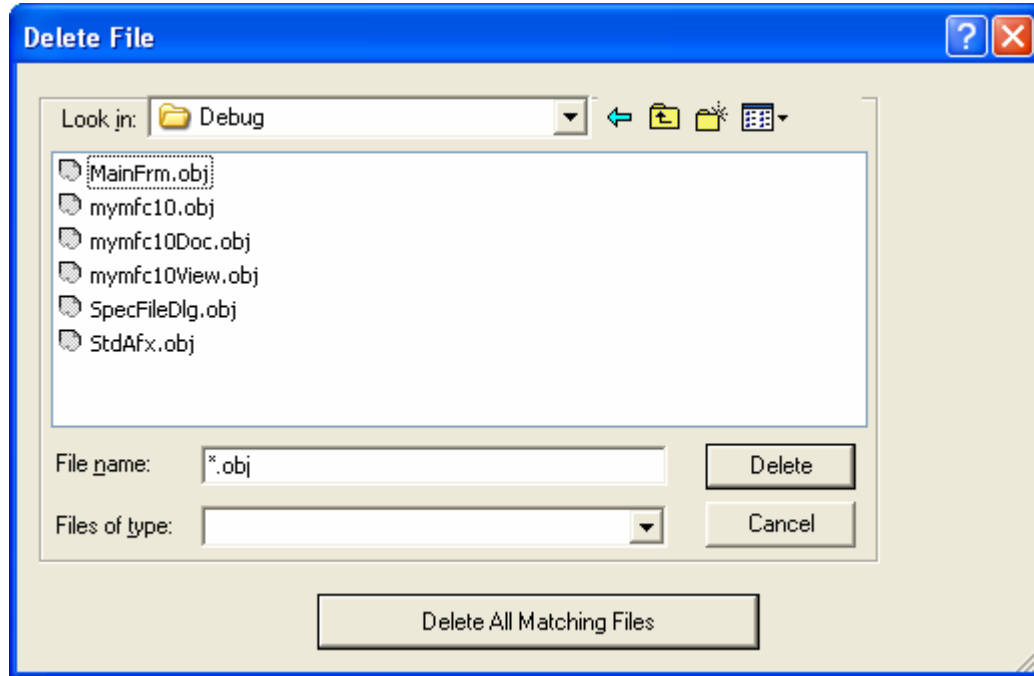 Delete File
Look in: Debug
MainFrm.obj
mymfc10.obj
mymfc10Doc.obj
mymfc10View.obj
SpecFileDlg.obj
StdAfx.obj
File name: *.obj Delete
Files of type: Cancel
Delete All Matching Files